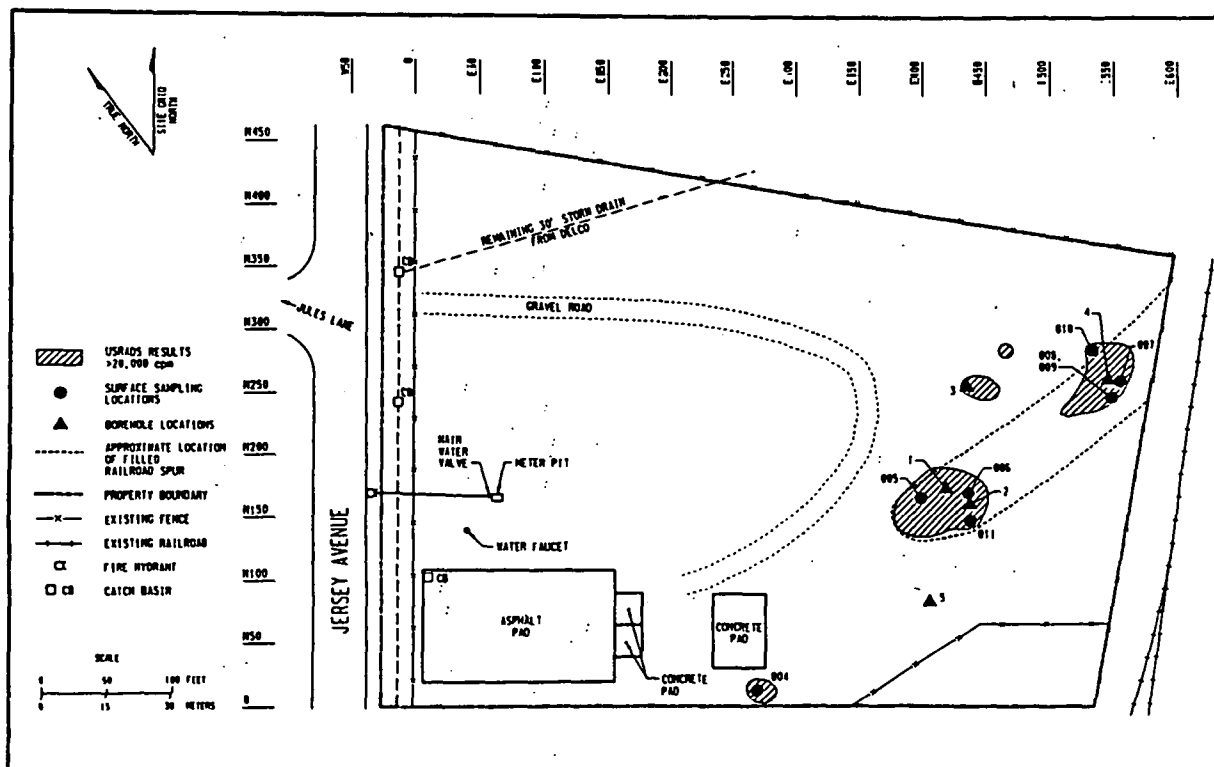 W50
0
E50
E100
E150
E200
E250
E300
E350
E400
E450
E500
E550
E600
TRUE NORTH
SITE GRID
NORTH
N450
N400
N350
N300
N250
N200
N150
N100
N50
0
REMAINING 30" STORM DRAIN
FROM DELCO
CB
JULES LANE
GRAVEL ROAD
CB
MAIN
WATER
VALVE
METER PIT
WATER FAUCET
JERSEY AVENUE
CB
ASPHALT
PAD
CONCRETE
PAD
CONCRETE
PAD
004
4
010
007
008,
009
3
1
006
005
2
011
5
USRADS RESULTS
>20,000 cpm
SURFACE SAMPLING
LOCATIONS
BOREHOLE LOCATIONS
APPROXIMATE LOCATION
OF FILLED
RAILROAD SPUR
PROPERTY BOUNDARY
EXISTING FENCE
EXISTING RAILROAD
FIRE HYDRANT
CB CATCH BASIN
SCALE
0 50 100 FEET
0 15 30 METERS